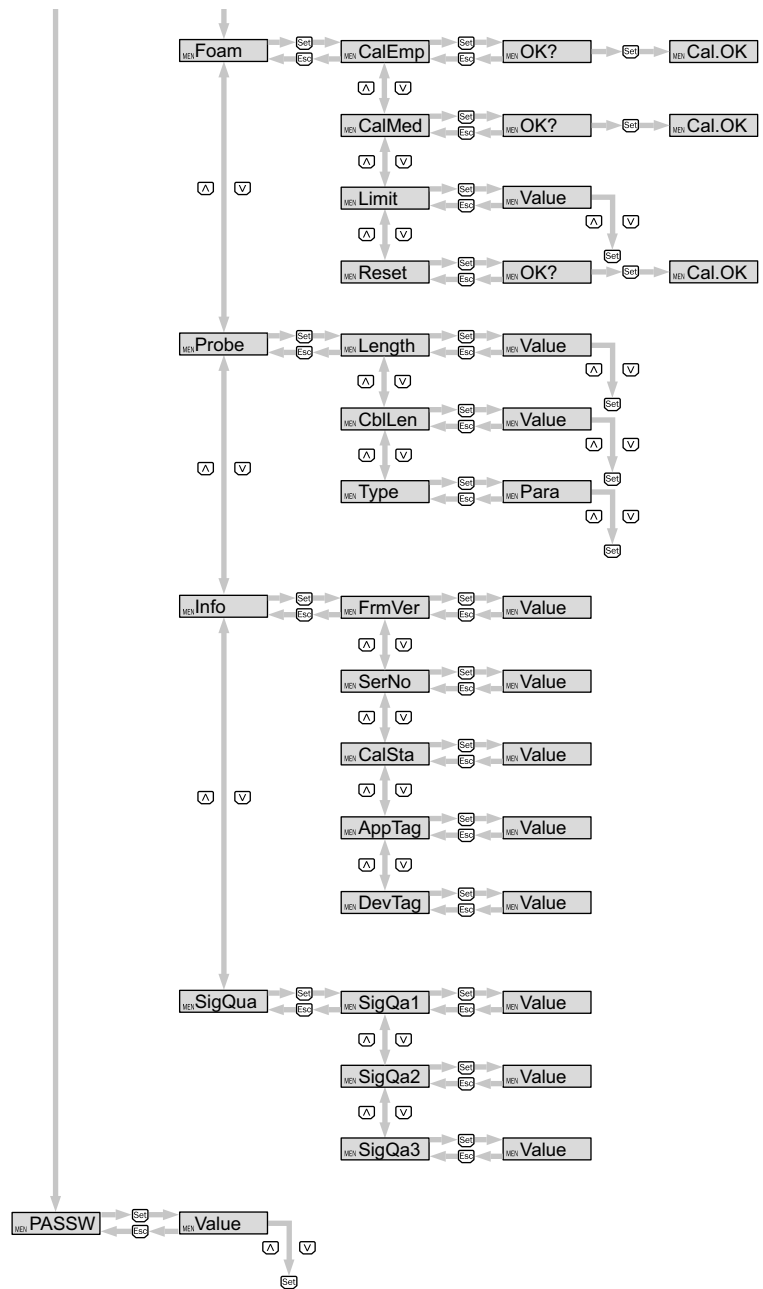 MEN Foam Set Esc MEN CalEmp Set Esc MEN OK? Set MEN Cal.OK
MEN CalMed Set Esc MEN OK? Set MEN Cal.OK
MEN Limit Set Esc MEN Value
Set
MEN Reset Set Esc MEN OK? Set MEN Cal.OK
MEN Probe Set Esc MEN Length Set Esc MEN Value
Set
MEN CblLen Set Esc MEN Value
Set
MEN Type Set Esc MEN Para
Set
MEN Info Set Esc MEN FrmVer Set Esc MEN Value
MEN SerNo Set Esc MEN Value
MEN CalSta Set Esc MEN Value
MEN AppTag Set Esc MEN Value
MEN DevTag Set Esc MEN Value
MEN SigQua Set Esc MEN SigQa1 Set Esc MEN Value
MEN SigQa2 Set Esc MEN Value
MEN SigQa3 Set Esc MEN Value
MEN PASSW Set Esc MEN Value
Set